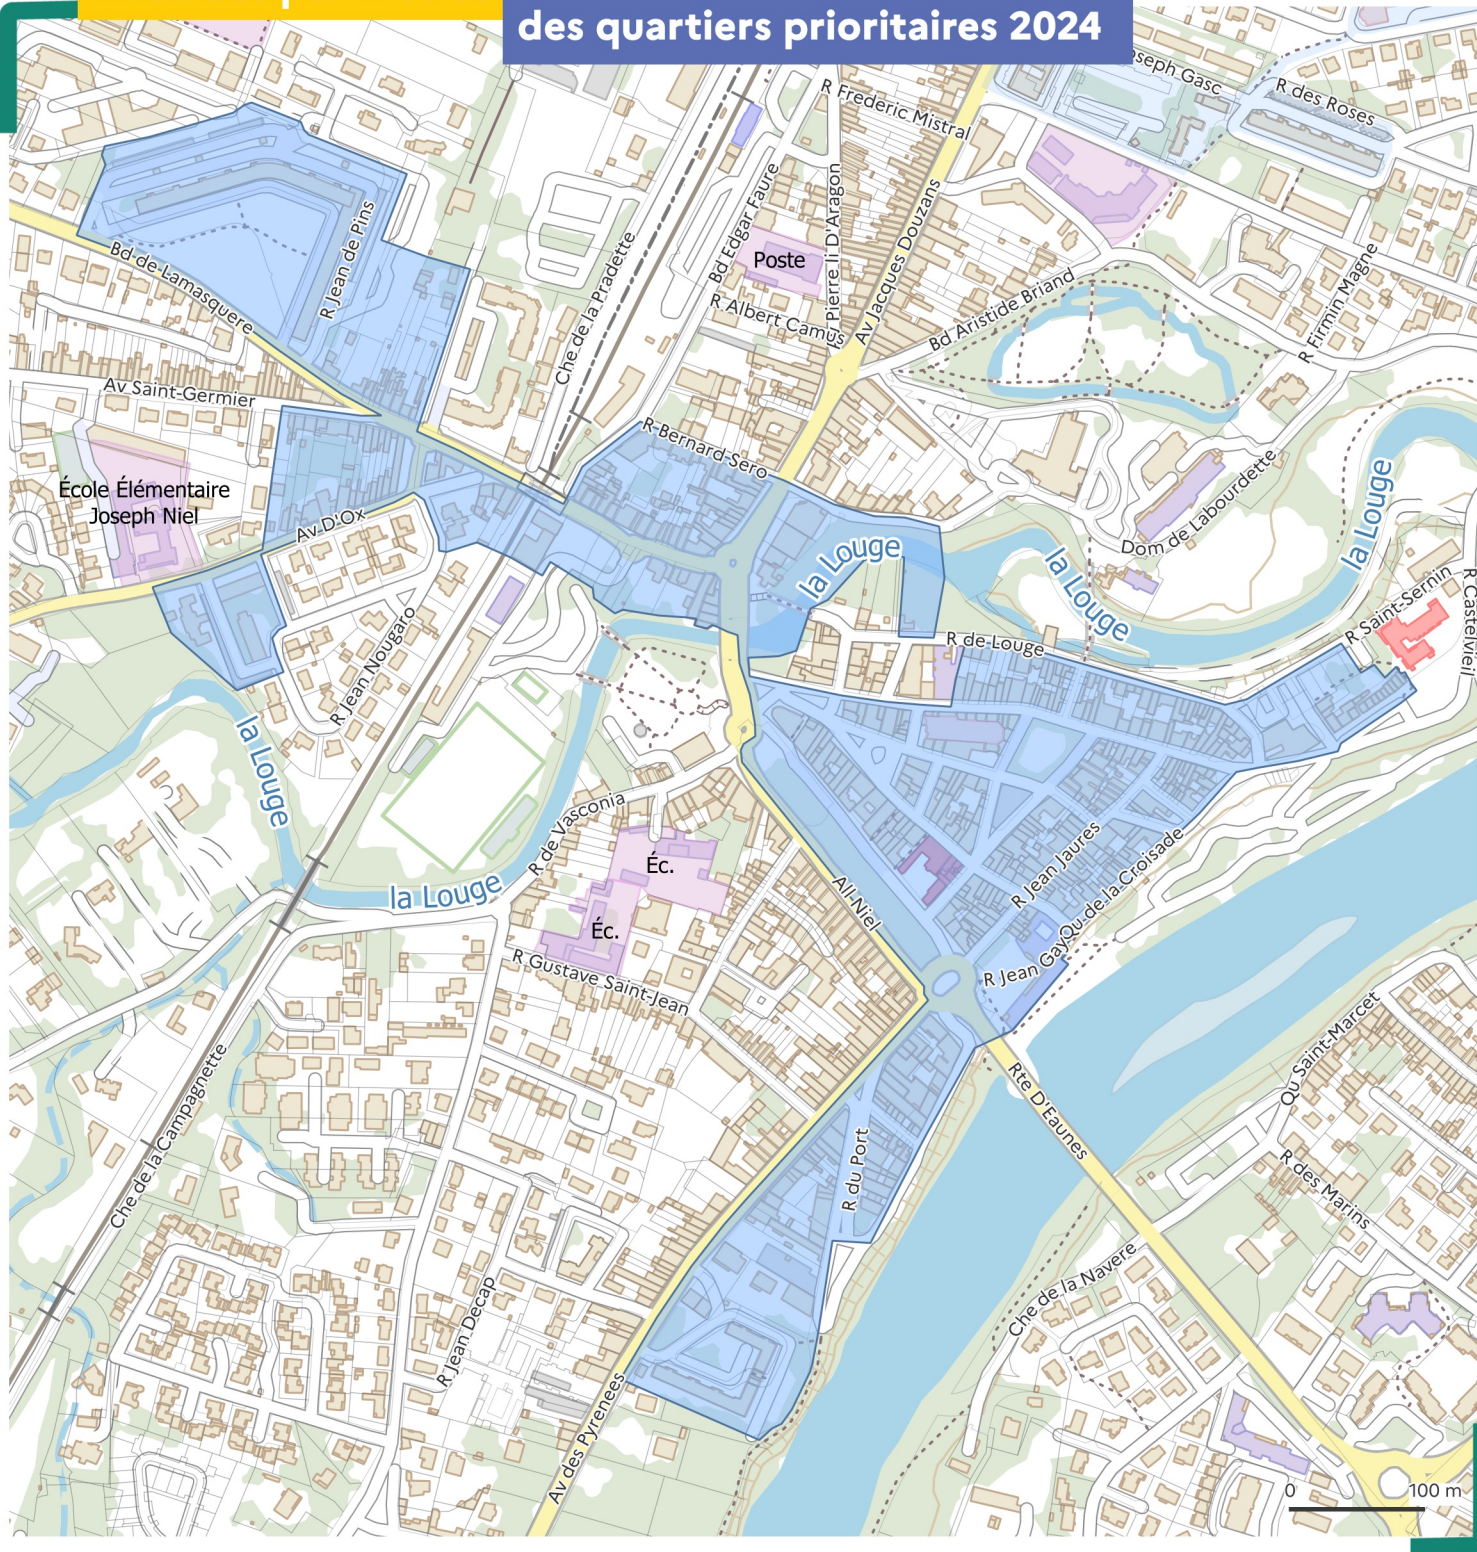 des quartiers prioritaires 2024
R des Roses
R Frederic Mistral
Bd Edgar Faure
R Jean de Pins
Che de la Pradette
Poste
Av Jacques Douzans
Bd de Lamasquere
R Albert Camus
Bd Aristide Briand
R Firmin Magne
Av Saint-Germier
R Bernard Sero
École Élémentaire
Joseph Niel
Av D'Ox
Dom de Labourdette
la Louge
la Louge
la Louge
R Saint-Sernin
R Castelvieil
R de Louge
R Jean Nougaro
la Louge
R de Vasconia
Éc.
la Louge
All Niel
R Jean Jaures
Qu de la Croisade
Éc.
R Jean Gay
R Gustave Saint-Jean
Qu Saint-Marcet
Rte D'Eaunes
Che de la Campagnette
R du Port
R des Marins
Che de la Navere
R Jean Decap
Av des Pyrenees
0 100 m